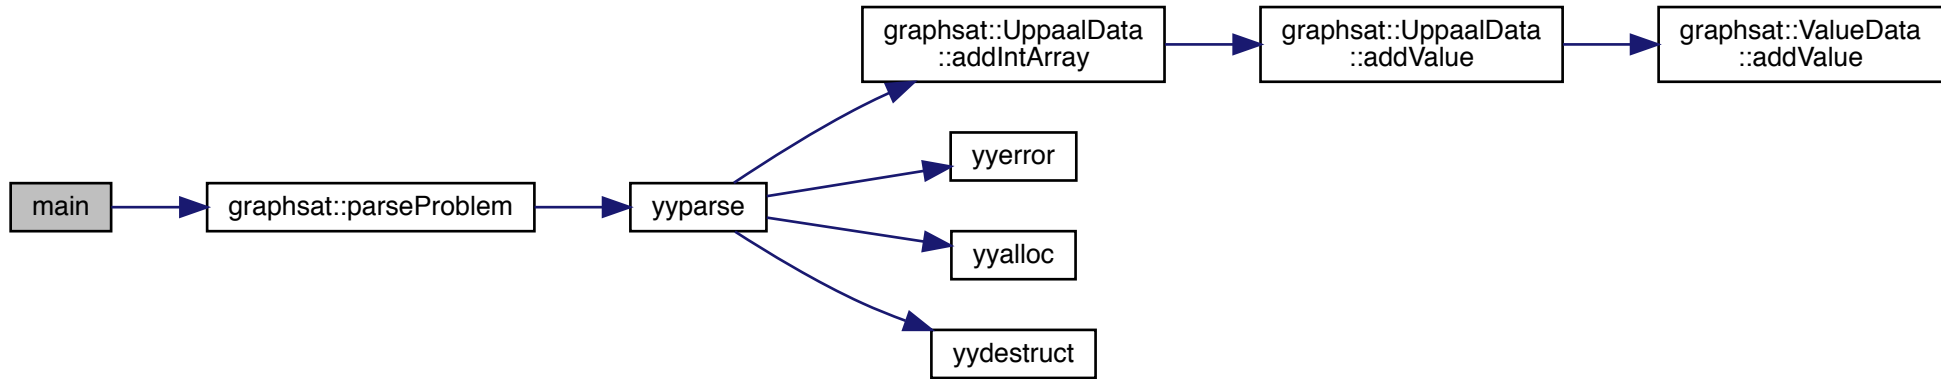 main
graphsat::parseProblem
yyparse
graphsat::UppaalData
::addIntArray
graphsat::UppaalData
::addValue
graphsat::ValueData
::addValue
yyerror
yyalloc
yydestruct